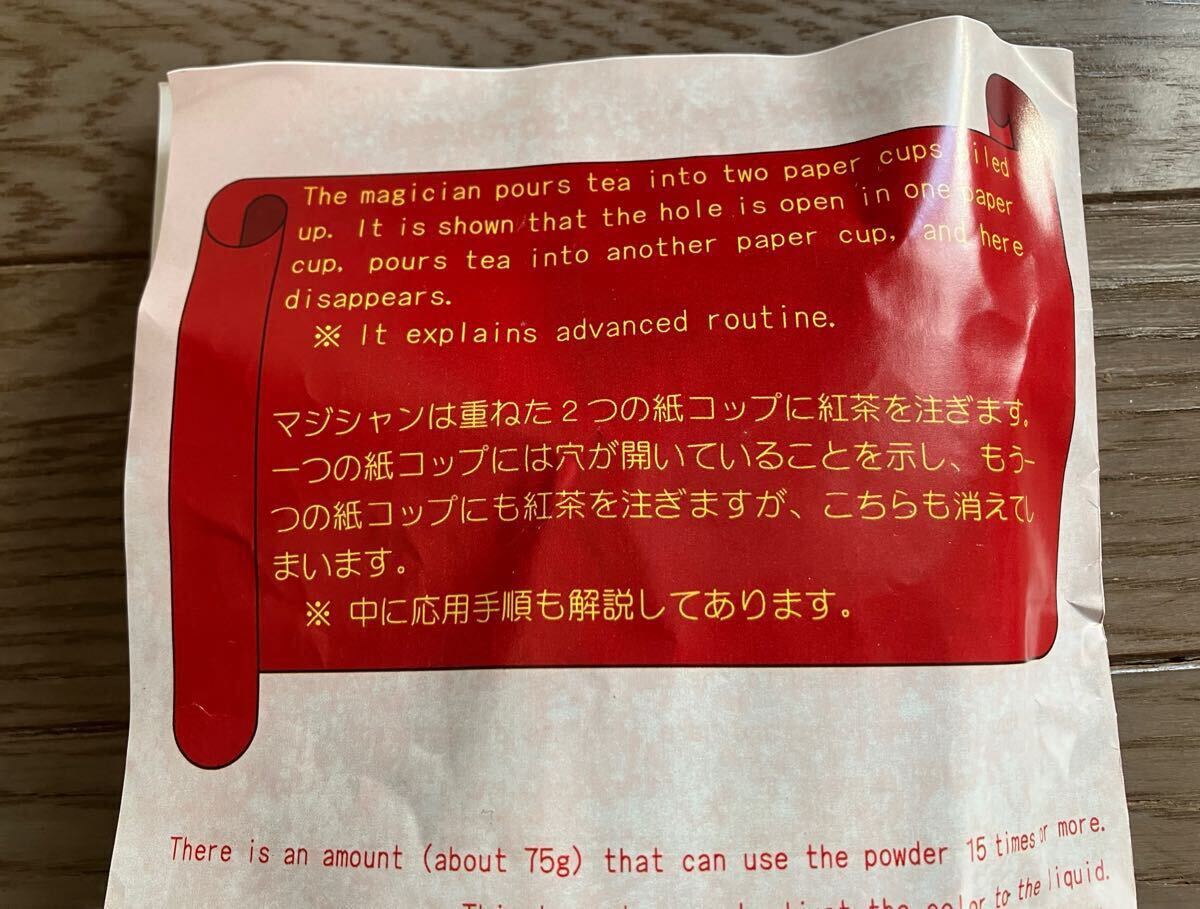 The magician pours tea into two paper cups piled
up. It is shown that the hole is open in one paper
cup, pours tea into another paper cup, and here
disappears.
※ It explains advanced routine.
マジシャンは重ねた2つの紙コップに紅茶を注ぎます。
一つの紙コップには穴が開いていることを示し、もう一
つの紙コップにも紅茶を注ぎますが、こちらも消えてし
まいます。
※ 中に応用手順も解説してあります。
There is an amount (about 75g) that can use the powder 15 times or more.
the color to the liquid.